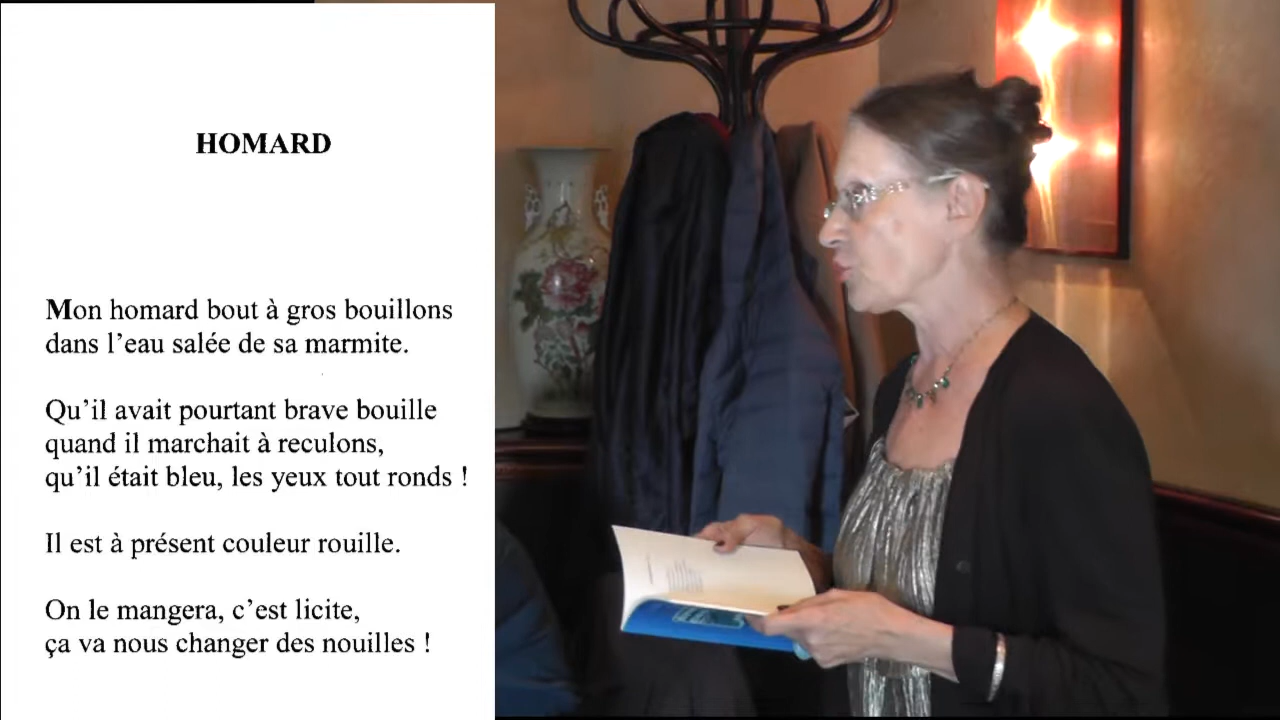 HOMARD
Mon homard bout à gros bouillons
dans l’eau salée de sa marmite.
Qu’il avait pourtant brave bouille
quand il marchait à reculons,
qu’il était bleu, les yeux tout ronds !
Il est à présent couleur rouille.
On le mangera, c’est licite,
ça va nous changer des nouilles !